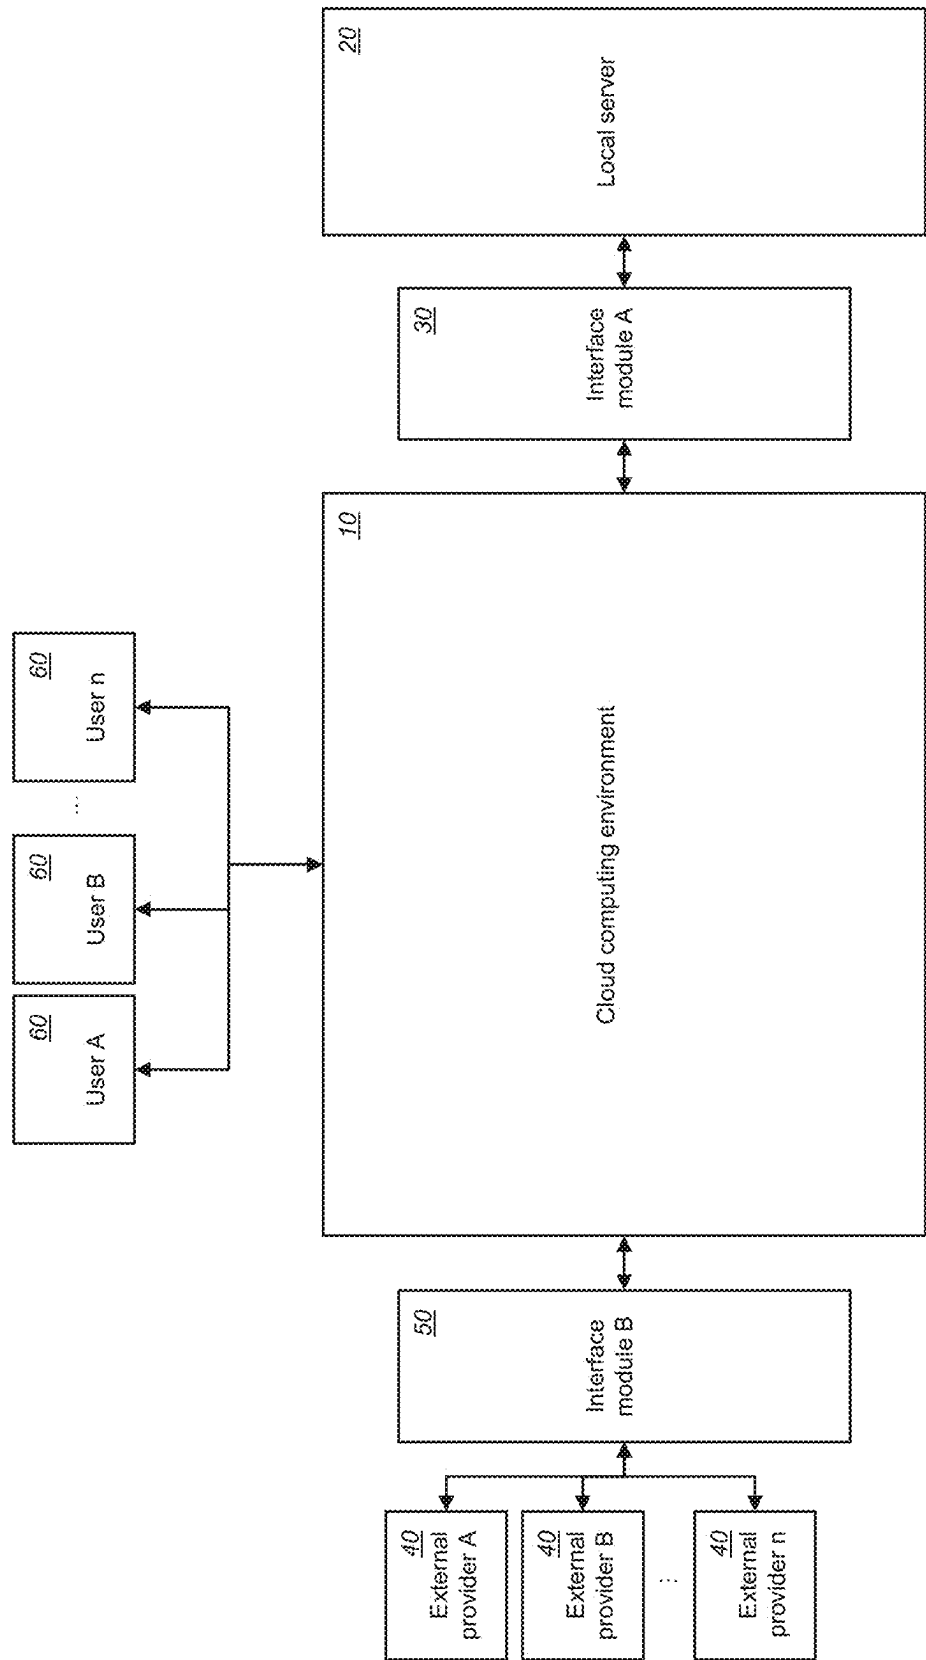 60
User A
60
User B
...
60
User n
40
External
provider A
40
External
provider B
...
40
External
provider n
50
Interface
module B
10
Cloud computing environment
30
Interface
module A
20
Local server